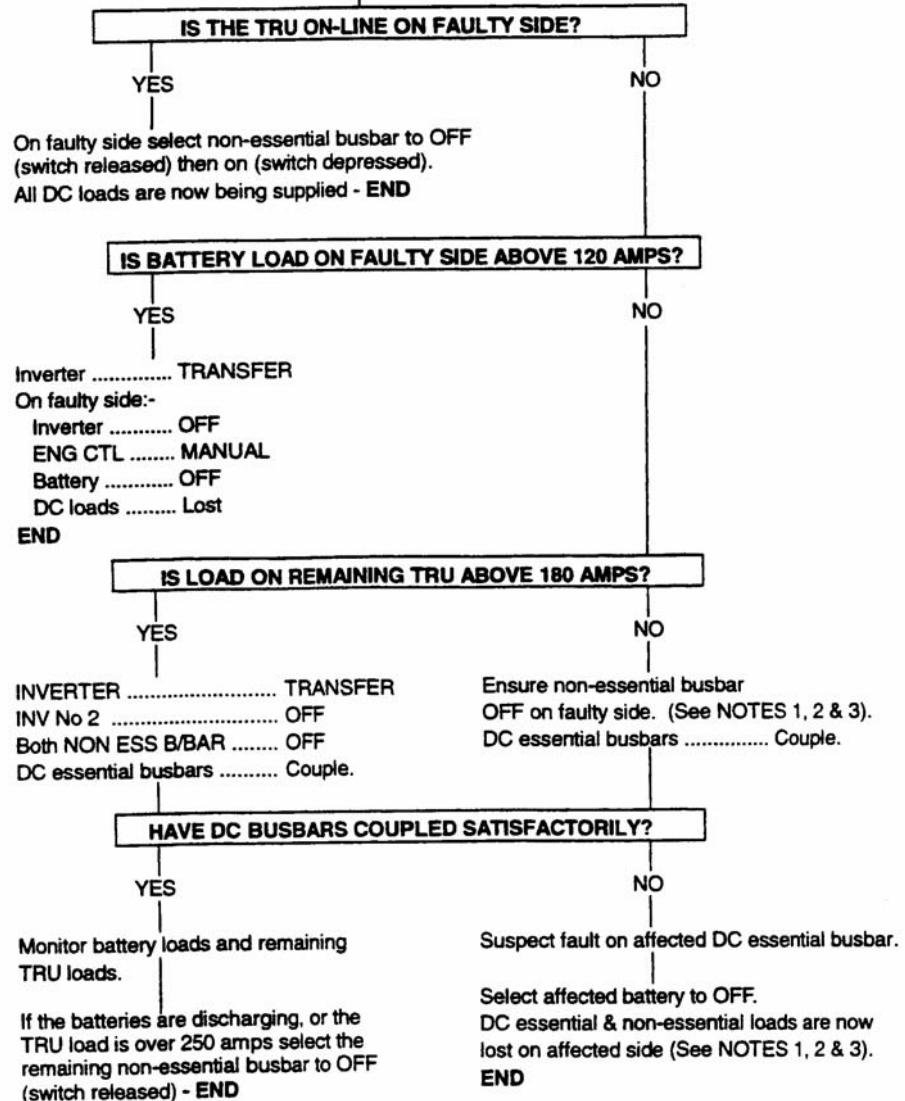 IS THE TRU ON-LINE ON FAULTY SIDE?
YES
NO
On faulty side select non-essential busbar to OFF
(switch released) then on (switch depressed).
All DC loads are now being supplied - END
IS BATTERY LOAD ON FAULTY SIDE ABOVE 120 AMPS?
YES
NO
Inverter .............. TRANSFER
On faulty side:-
Inverter ........... OFF
ENG CTL ........ MANUAL
Battery ............ OFF
DC loads ......... Lost
END
IS LOAD ON REMAINING TRU ABOVE 180 AMPS?
YES
NO
INVERTER ........................... TRANSFER
INV No 2 .............................. OFF
Both NON ESS B/BAR ........ OFF
DC essential busbars .......... Couple.
Ensure non-essential busbar
OFF on faulty side. (See NOTES 1, 2 & 3).
DC essential busbars ............... Couple.
HAVE DC BUSBARS COUPLED SATISFACTORILY?
YES
NO
Monitor battery loads and remaining
TRU loads.
If the batteries are discharging, or the
TRU load is over 250 amps select the
remaining non-essential busbar to OFF
(switch released) - END
Suspect fault on affected DC essential busbar.
Select affected battery to OFF.
DC essential & non-essential loads are now
lost on affected side (See NOTES 1, 2 & 3).
END